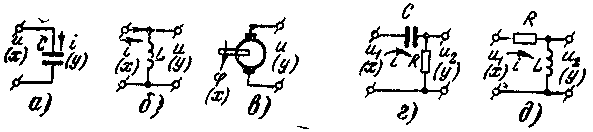 u (x) C i (y)
а)
i (x) L u (y)
б)
φ (x) u (y)
в)
C
u₁ (x) i R u₂ (y)
г)
R
u₁ (x) i L u₂ (y)
д)